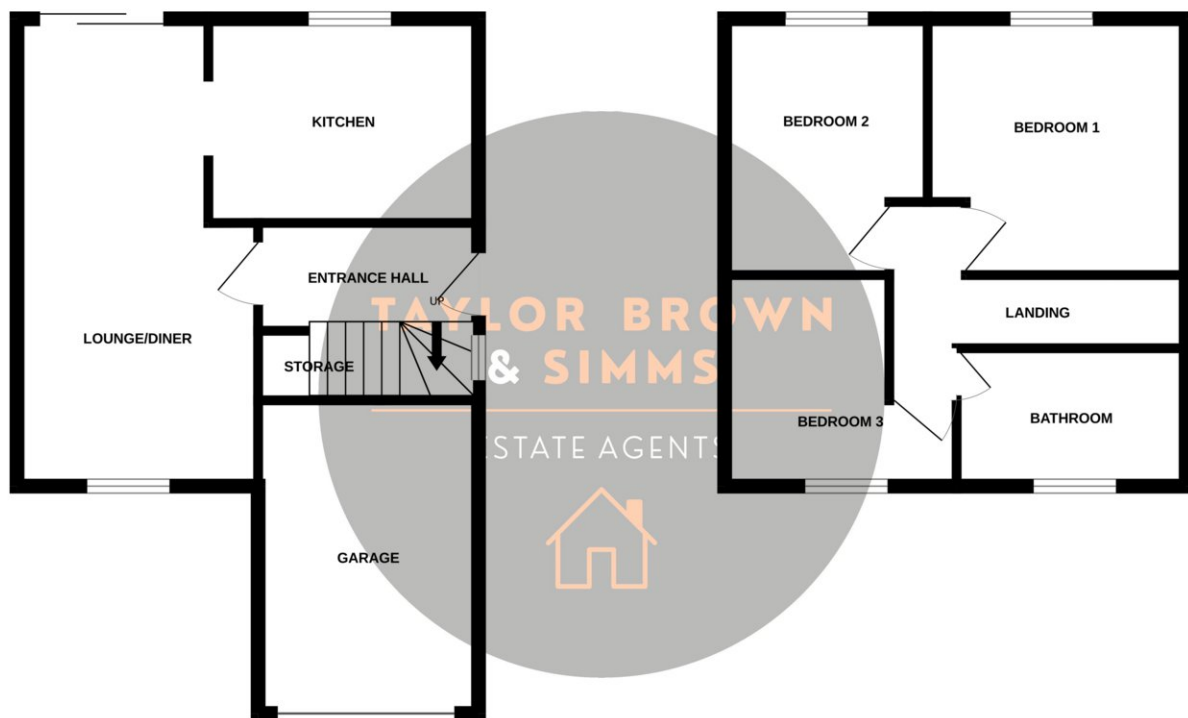 KITCHEN
ENTRANCE HALL
UP
LOUNGE/DINER
STORAGE
GARAGE
BEDROOM 2
BEDROOM 1
LANDING
BEDROOM 3
BATHROOM
TAYLOR BROWN
& SIMMS
ESTATE AGENTS